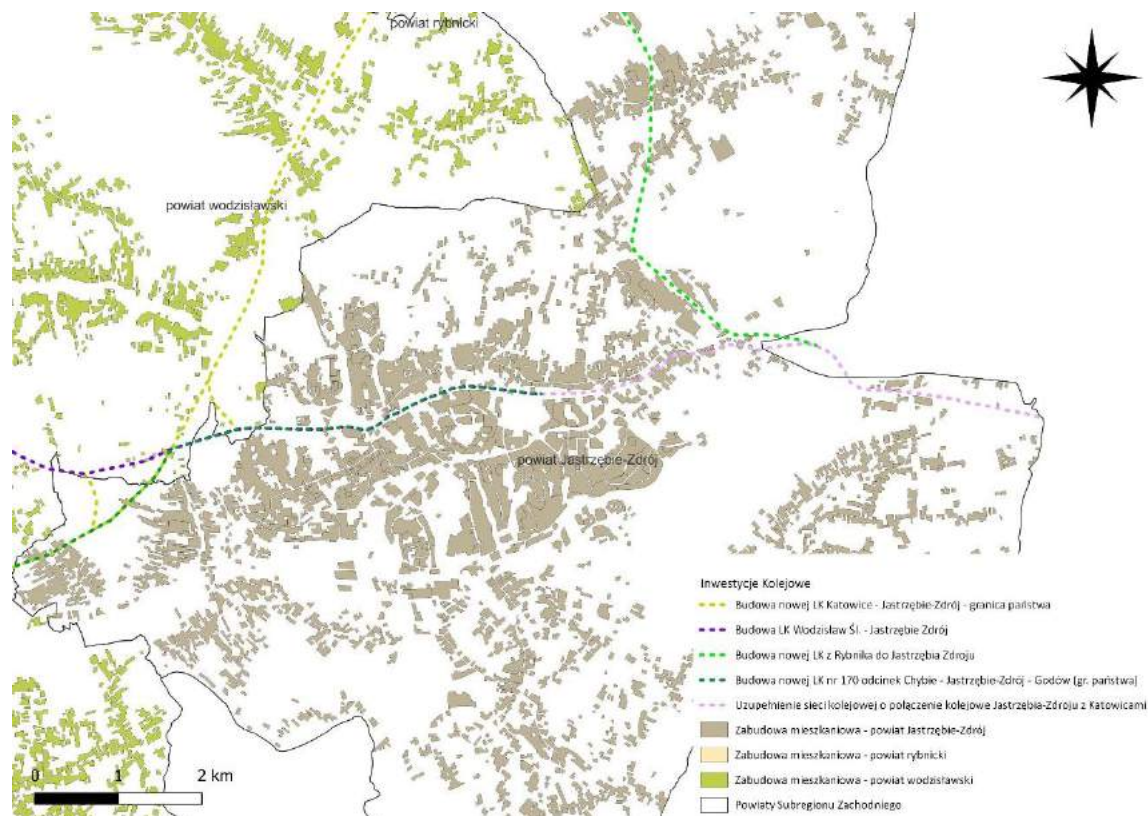 powiat rybnicki
powiat wodzisławski
powiat Jastrzębie-Zdrój
Inwestycje Kolejowe
Budowa nowej LK Katowice - Jastrzębie-Zdrój - granica państwa
Budowa LK Wodzisław Śl. - Jastrzębie Zdrój
Budowa nowej LK z Rybnika do Jastrzębia Zdroju
Budowa nowej LK nr 170 odcinek Chybie - Jastrzębie-Zdrój - Godów (gr. państwa)
Uzupełnienie sieci kolejowej o połączenie kolejowe Jastrzębia-Zdroju z Katowicami
Zabudowa mieszkaniowa - powiat Jastrzębie-Zdrój
Zabudowa mieszkaniowa - powiat rybnicki
Zabudowa mieszkaniowa - powiat wodzisławski
Powiaty Subregionu Zachodniego
0 1 2 km